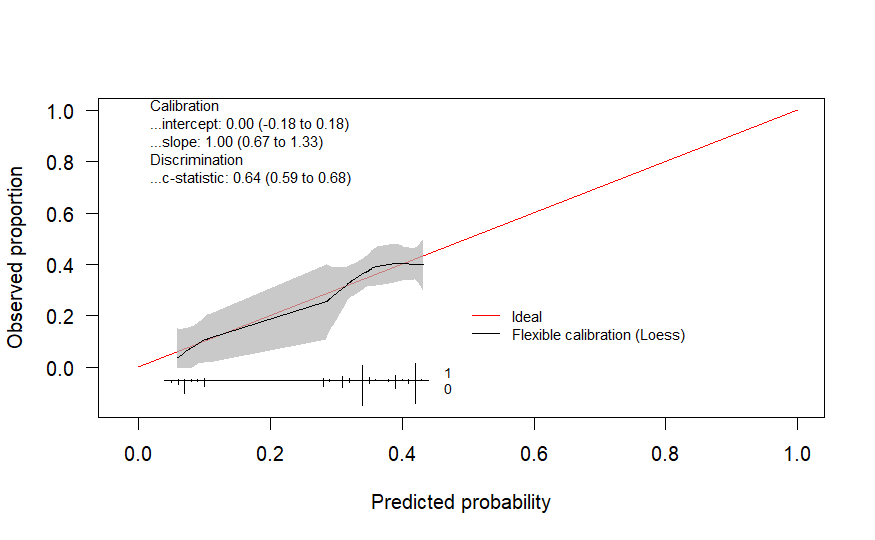 Calibration
...intercept: 0.00 (-0.18 to 0.18)
...slope: 1.00 (0.67 to 1.33)
Discrimination
...c-statistic: 0.64 (0.59 to 0.68)
Observed proportion
1.0
0.8
0.6
0.4
0.2
0.0
Ideal
Flexible calibration (Loess)
1
0
0.0 0.2 0.4 0.6 0.8 1.0
Predicted probability